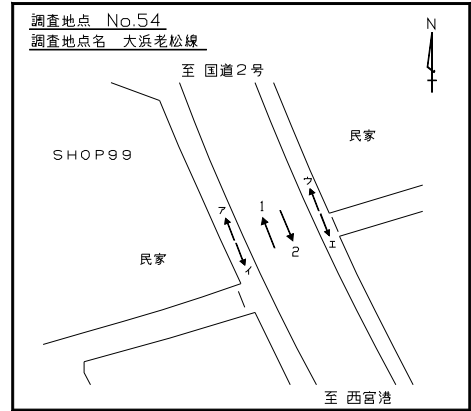 調査地点 No.54
調査地点名 大浜老松線
N
至 国道2号
民家
SHOP99
ウ
ア
1
エ
2
民家
イ
至 西宮港